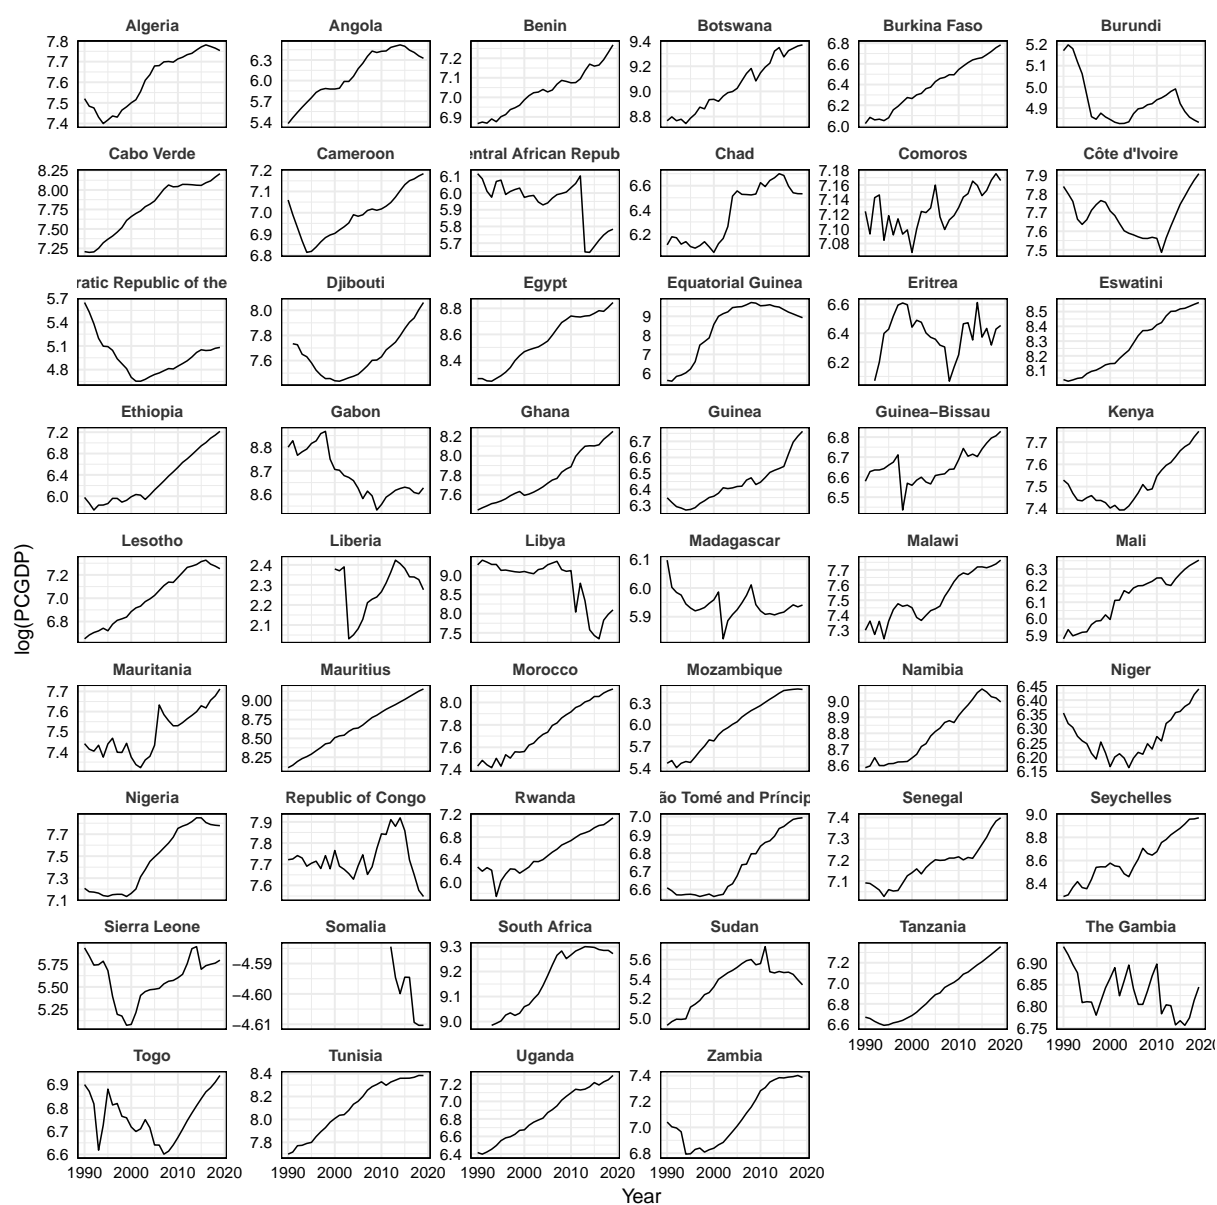 Algeria Angola Benin Botswana Burkina Faso Burundi
7.8 7.7 7.6 7.5 7.4
6.3 6.0 5.7 5.4
7.2 7.1 7.0 6.9
9.4 9.2 9.0 8.8
6.8 6.6 6.4 6.2 6.0
5.2 5.1 5.0 4.9
Cabo Verde Cameroon entral African Repub Chad Comoros Côte d'Ivoire
8.25 8.00 7.75 7.50 7.25
7.2 7.1 7.0 6.9 6.8
6.1 6.0 5.9 5.8 5.7
6.6 6.4 6.2
7.18 7.16 7.14 7.12 7.10 7.08
7.9 7.8 7.7 7.6 7.5
ratic Republic of the Djibouti Egypt Equatorial Guinea Eritrea Eswatini
5.7 5.4 5.1 4.8
8.0 7.8 7.6
8.8 8.6 8.4
9 8 7 6
6.6 6.4 6.2
8.5 8.4 8.3 8.2 8.1
Ethiopia Gabon Ghana Guinea Guinea−Bissau Kenya
7.2 6.8 6.4 6.0
8.8 8.7 8.6
8.2 8.0 7.8 7.6
6.7 6.6 6.5 6.4 6.3
6.8 6.7 6.6 6.5
7.7 7.6 7.5 7.4
Lesotho Liberia Libya Madagascar Malawi Mali
7.2 7.0 6.8
2.4 2.3 2.2 2.1
9.0 8.5 8.0 7.5
6.1 6.0 5.9
7.7 7.6 7.5 7.4 7.3
6.3 6.2 6.1 6.0 5.9
Mauritania Mauritius Morocco Mozambique Namibia Niger
7.7 7.6 7.5 7.4
9.00 8.75 8.50 8.25
8.0 7.8 7.6 7.4
6.3 6.0 5.7 5.4
9.0 8.9 8.8 8.7 8.6
6.45 6.40 6.35 6.30 6.25 6.20 6.15
Nigeria Republic of Congo Rwanda ão Tomé and Príncip Senegal Seychelles
7.7 7.5 7.3 7.1
7.9 7.8 7.7 7.6
7.2 6.8 6.4 6.0
7.0 6.9 6.8 6.7 6.6
7.4 7.3 7.2 7.1
9.0 8.8 8.6 8.4
Sierra Leone Somalia South Africa Sudan Tanzania The Gambia
5.75 5.50 5.25
−4.59 −4.60 −4.61
9.3 9.2 9.1 9.0
5.6 5.4 5.2 5.0
7.2 7.0 6.8 6.6
6.90 6.85 6.80 6.75
1990 2000 2010 2020 1990 2000 2010 202
Togo Tunisia Uganda Zambia
6.9 6.8 6.7 6.6
8.4 8.2 8.0 7.8
7.2 7.0 6.8 6.6 6.4
7.4 7.2 7.0 6.8
1990 2000 2010 2020 1990 2000 2010 2020 1990 2000 2010 2020 1990 2000 2010 2020
Year
log(PCGDP)